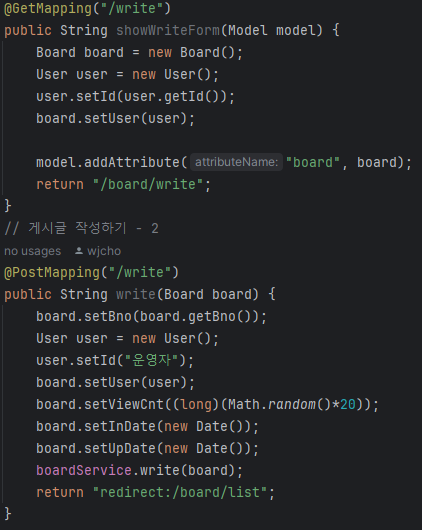 @GetMapping("/write")
public String showWriteForm(Model model) {
    Board board = new Board();
    User user = new User();
    user.setId(user.getId());
    board.setUser(user);

    model.addAttribute( attributeName: "board", board);
    return "/board/write";
}
// 게시글 작성하기 - 2
no usages  wjcho
@PostMapping("/write")
public String write(Board board) {
    board.setBno(board.getBno());
    User user = new User();
    user.setId("운영자");
    board.setUser(user);
    board.setViewCnt((long)(Math.random()*20));
    board.setInDate(new Date());
    board.setUpDate(new Date());
    boardService.write(board);
    return "redirect:/board/list";
}